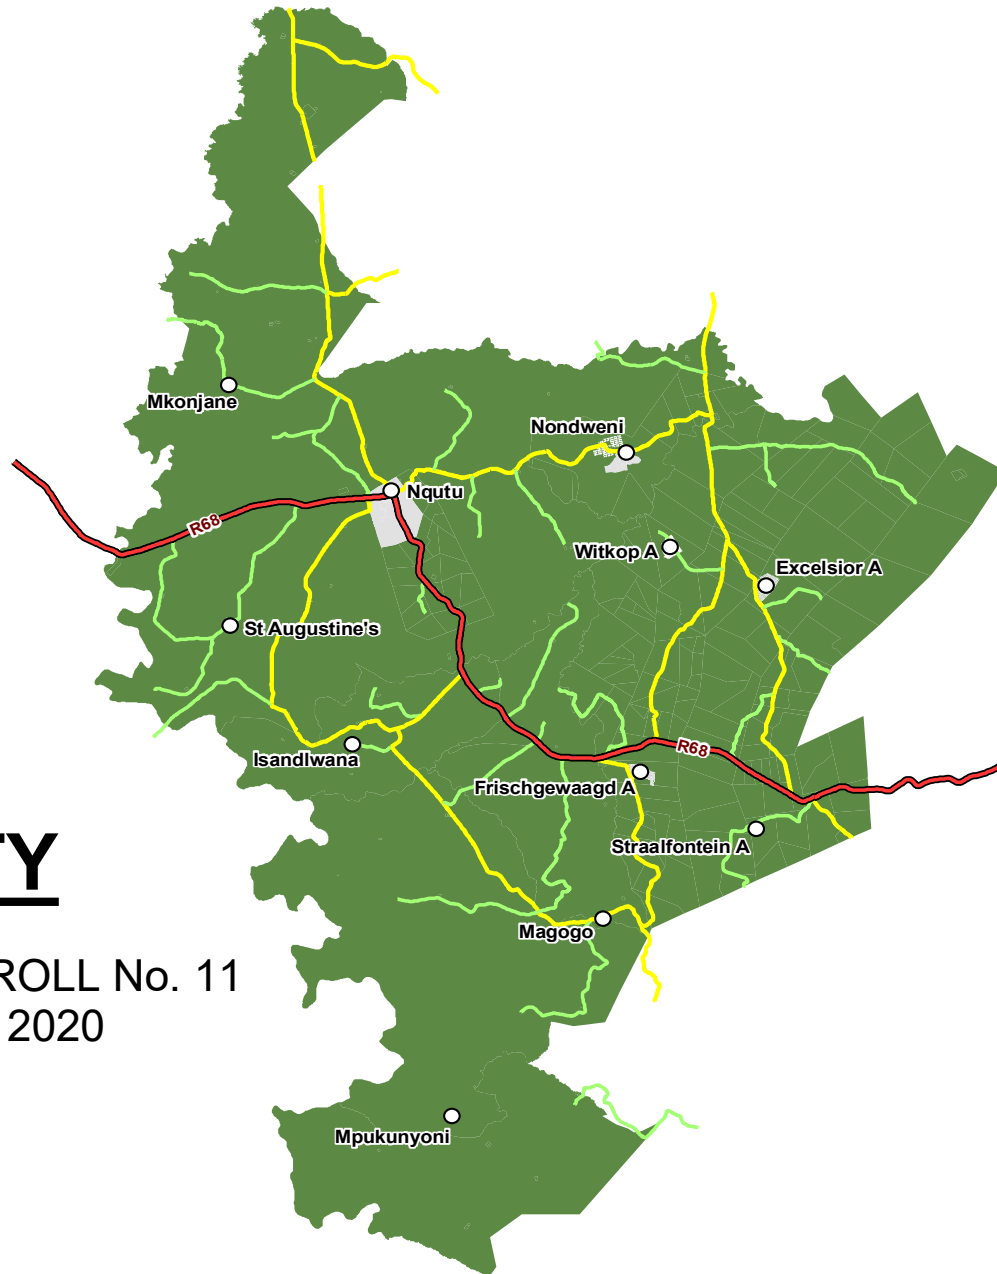 Mkonjane
Nondweni
Nqutu
R68
Witkop A
Excelsior A
St Augustine's
Isandlwana
R68
Frischgewaagd A
Straalfontein A
TY
Magogo
ROLL No. 11
2020
Mpukunyoni